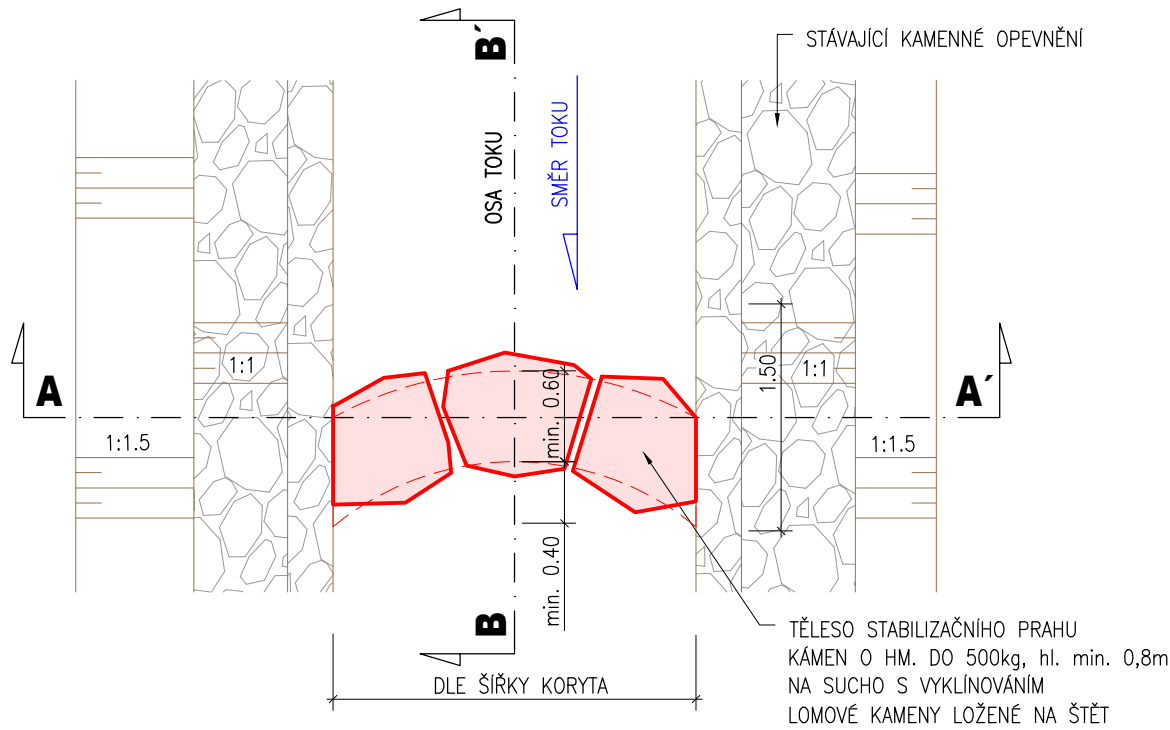 B´
STÁVAJÍCÍ KAMENNÉ OPEVNĚNÍ
OSA TOKU
SMĚR TOKU
1:1
1.50
1:1
A
min. 0.60
A´
1:1.5
1:1.5
min. 0.40
B
DLE ŠÍŘKY KORYTA
TĚLESO STABILIZAČNÍHO PRAHU
KÁMEN O HM. DO 500kg, hl. min. 0,8m
NA SUCHO S VYKLÍNOVÁNÍM
LOMOVÉ KAMENY LOŽENÉ NA ŠTĚT